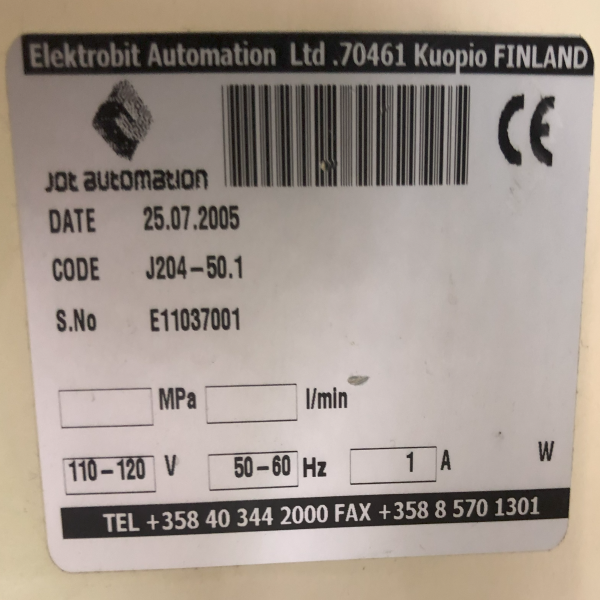 Elektrobit Automation Ltd .70461 Kuopio FINLAND
JOT automation
CE
DATE 25.07.2005
CODE J204-50.1
S.No E11037001
MPa l/min
110-120 V 50-60 Hz 1 A W
TEL +358 40 344 2000 FAX +358 8 570 1301